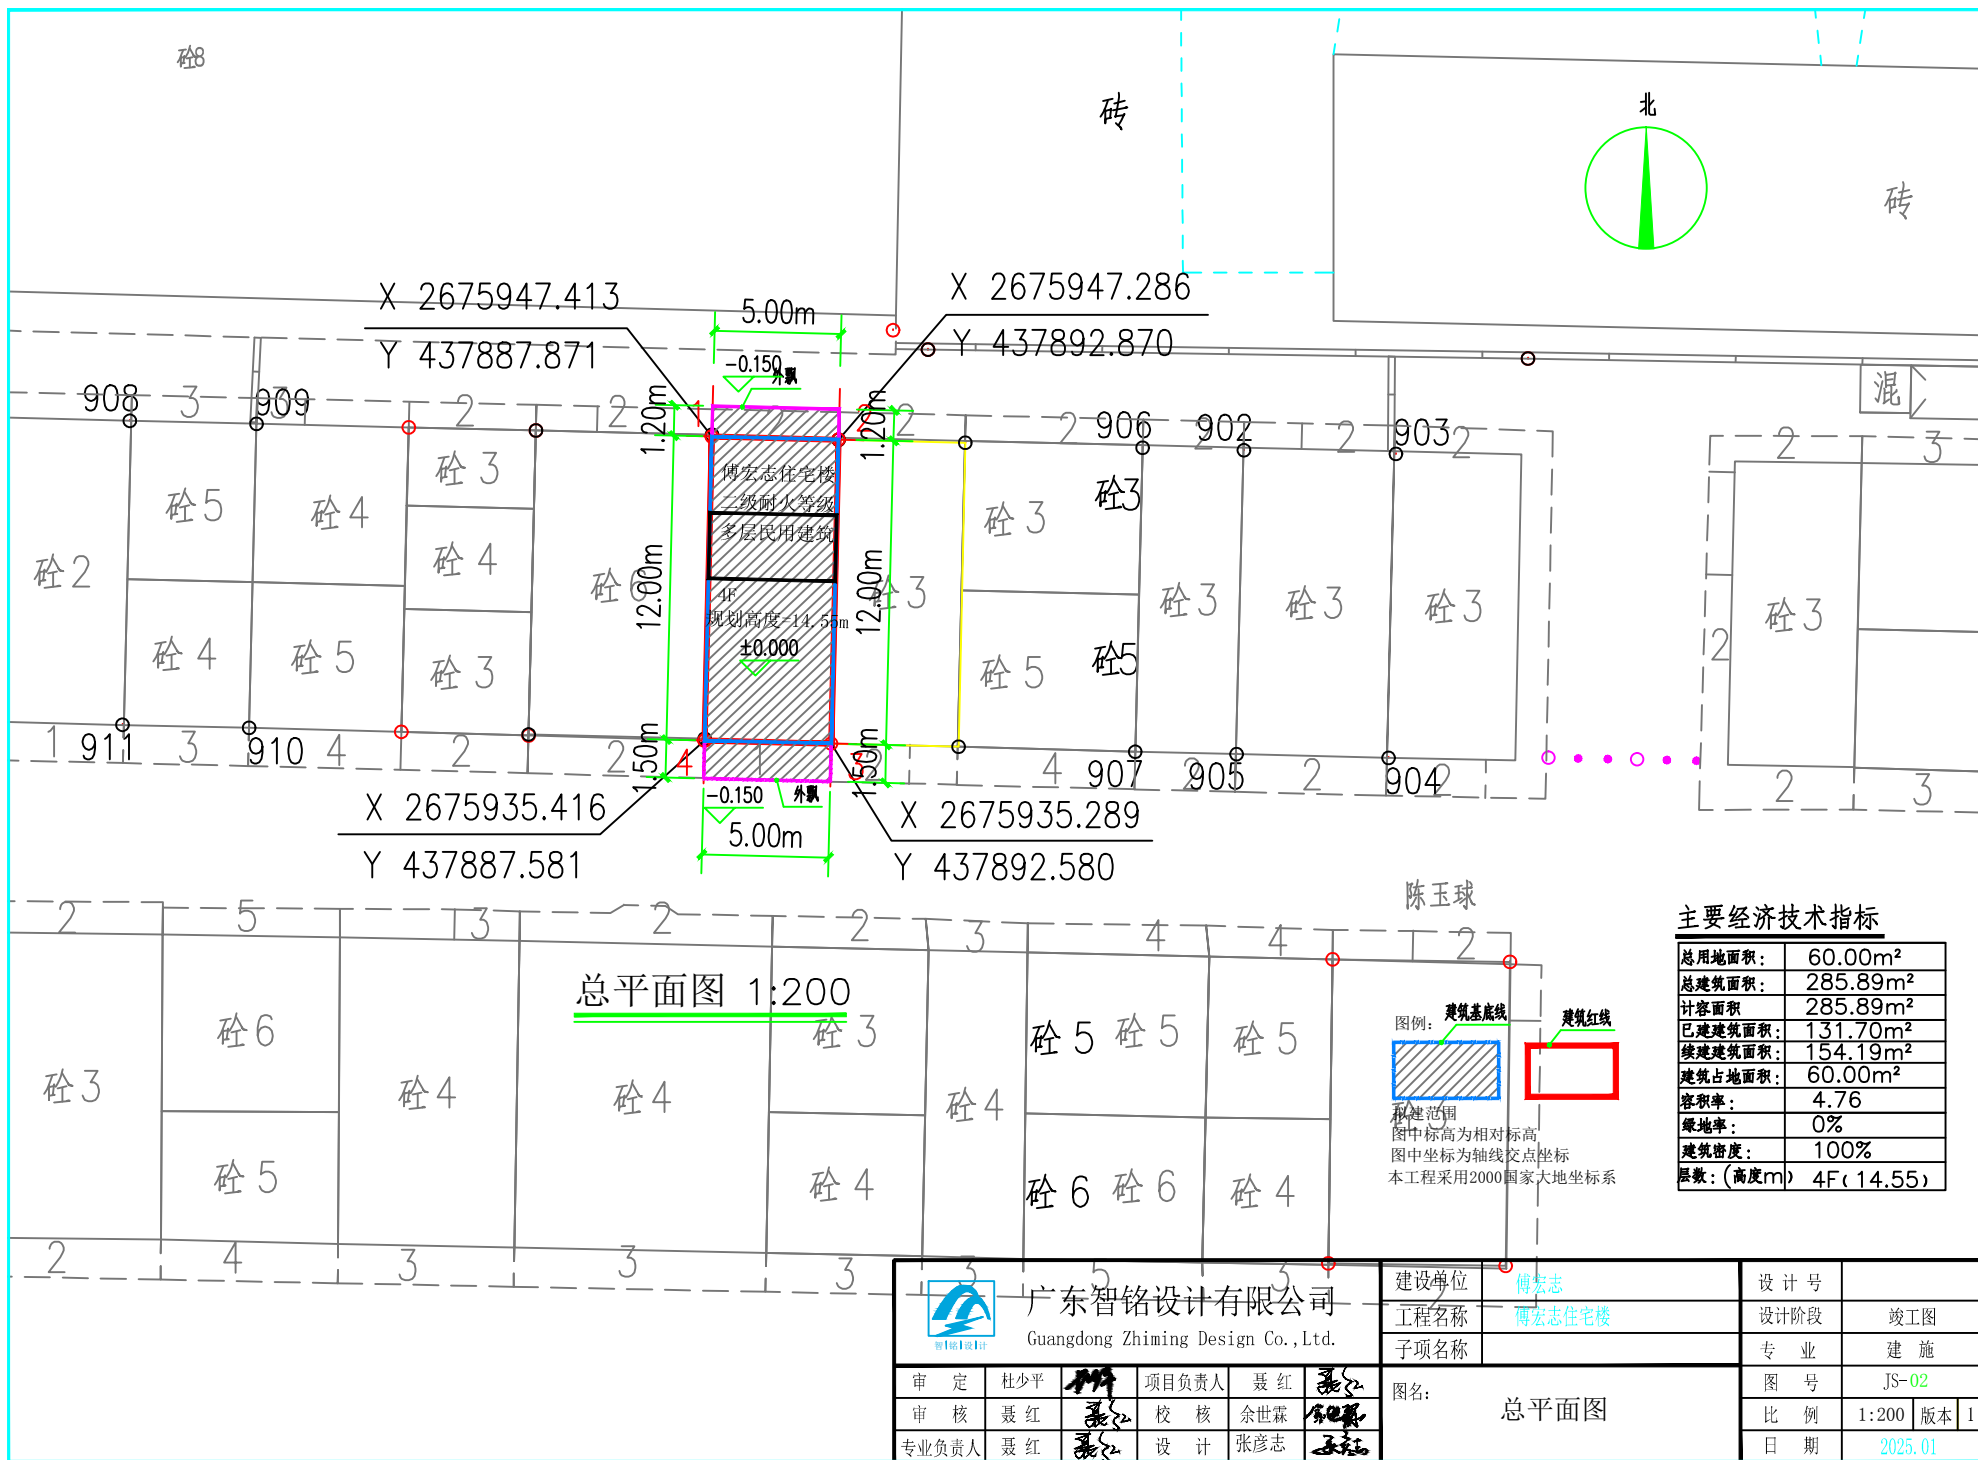 砼8
砖
北
砖
X 2675947.413
Y 437887.871
5.00m
X 2675947.286
Y 437892.870
-0.150
外飘
混
908
3
3
909
2
2
1
1.20m
2
2
1.20m
2
2
906
2
902
2
903
2
2
3
砼5
砼4
砼3
砼4
砼3
砼2
砼4
砼5
砼6
12.00m
傅宏志住宅楼
二级耐火等级
多层民用建筑
4F
规划高度=14.55m
±0.000
12.00m
砼3
砼3
砼3
砼5
砼5
砼3
砼3
砼3
2
砼3
1
911
3
910
4
2
2
1.50m
4
3
1.50m
2
4
907
2
905
2
904
2
2
3
-0.150
外飘
5.00m
X 2675935.416
Y 437887.581
X 2675935.289
Y 437892.580
陈玉球
2
5
3
2
2
3
4
4
2
总平面图 1:200
砼6
砼3
砼5
砼4
砼4
砼3
砼4
砼4
砼5
砼5
砼5
砼6
砼6
砼4
砼3
2
4
3
3
3
3
5
3
2
图例:
建筑基底线
建筑红线
拟建范围
图中标高为相对标高
图中坐标为轴线交点坐标
本工程采用2000国家大地坐标系
主要经济技术指标
总用地面积: 60.00m²
总建筑面积: 285.89m²
计容面积 285.89m²
已建建筑面积: 131.70m²
续建建筑面积: 154.19m²
建筑占地面积: 60.00m²
容积率: 4.76
绿地率: 0%
建筑密度: 100%
层数:(高度m) 4F(14.55)
智铭设计
广东智铭设计有限公司
Guangdong Zhiming Design Co.,Ltd.
建设单位 傅宏志
工程名称 傅宏志住宅楼
子项名称
设计号
设计阶段 竣工图
专业 建施
图号 JS-02
比例 1:200 版本 1
日期 2025.01
图名:
总平面图
审定 杜少平 项目负责人 聂红
审核 聂红 校核 余世霖
专业负责人 聂红 设计 张彦志